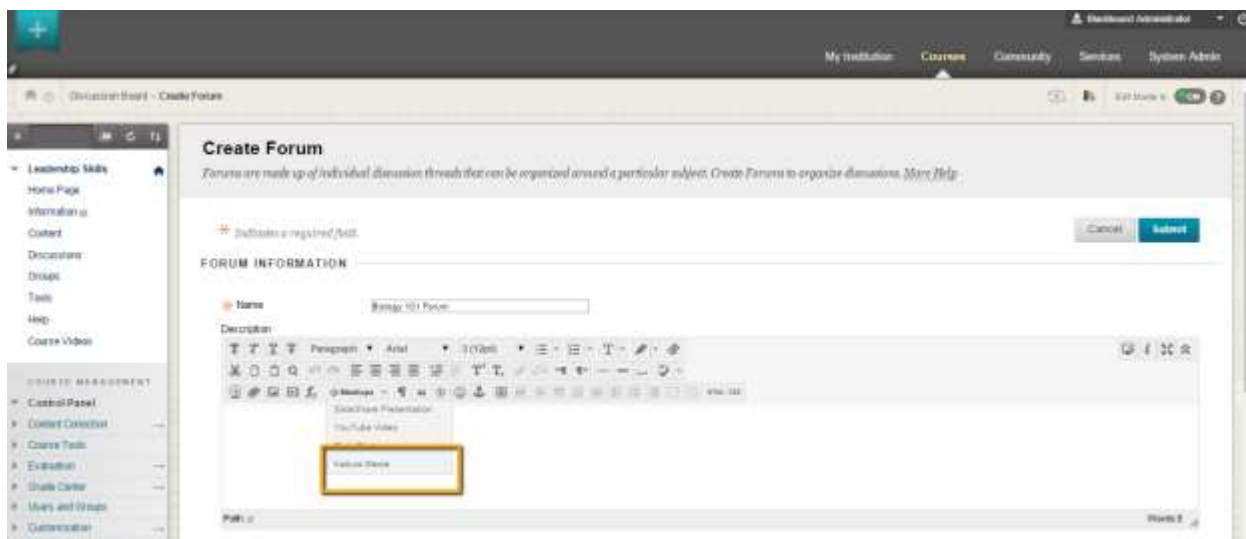 Blackboard Administrator
My Institution Courses Community Services System Admin
Discussion Board Create Forum
Edit Mode is: ON
Leadership Skills
Home Page
Information
Content
Discussions
Groups
Tools
Help
Course Videos
COURSE MANAGEMENT
Control Panel
Content Collection
Course Tools
Evaluation
Grade Center
Users and Groups
Customization
Create Forum
Forums are made up of individual discussion threads that can be organized around a particular subject. Create Forums to organize discussions. More Help
Indicates a required field.
Cancel Submit
FORUM INFORMATION
Name Biology 101 Forum
Description
Paragraph Arial 3 (12pt)
Mashups HTML CSS
SlideShare Presentation
YouTube Video
Kaltura Media
Path: p
Words:0